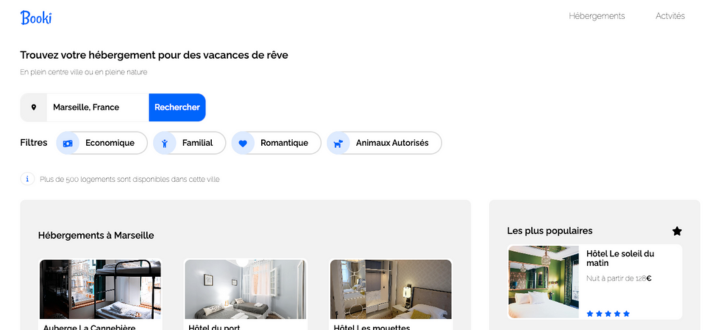 Booki
Hébergements Actvités
Trouvez votre hébergement pour des vacances de rêve
En plein centre ville ou en pleine nature
Marseille, France Rechercher
Filtres Economique Familial Romantique Animaux Autorisés
Plus de 500 logements sont disponibles dans cette ville
Hébergements à Marseille
Auberge La Cannebière
Hôtel du port
Hôtel Les mouettes
Les plus populaires
Hôtel Le soleil du
matin
Nuit à partir de 128€